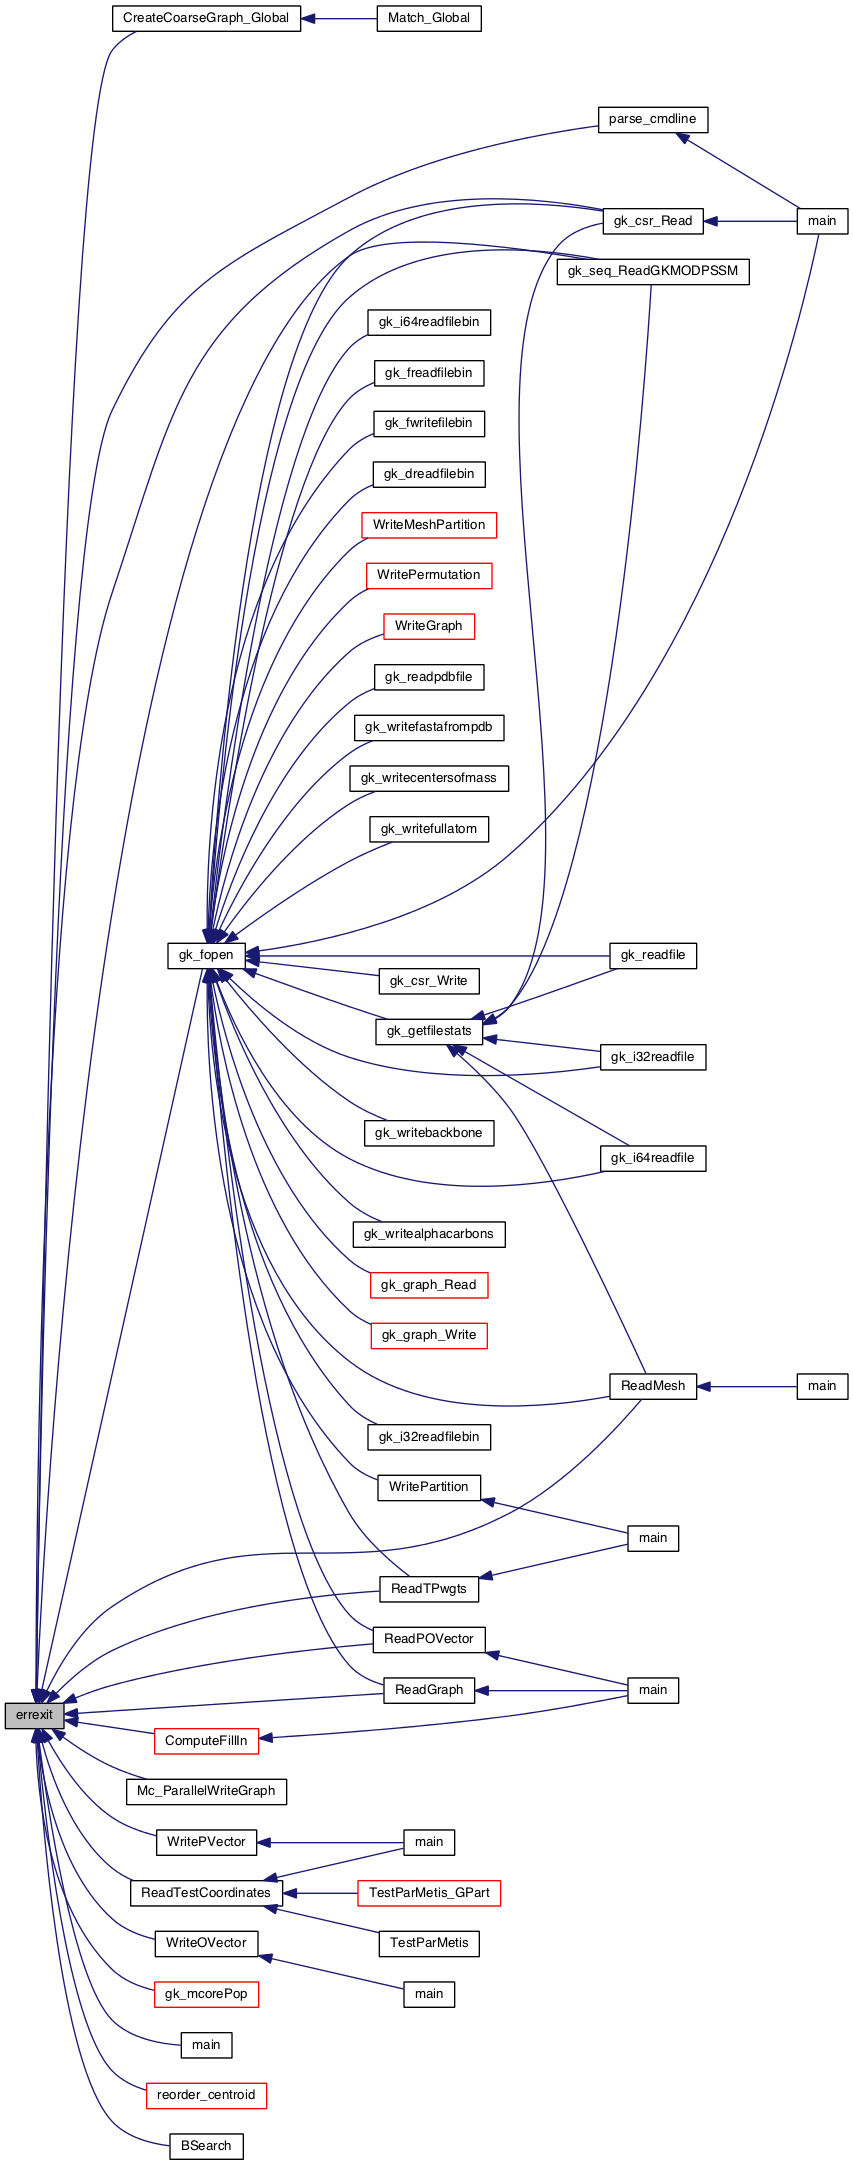 CreateCoarseGraph_Global
Match_Global
parse_cmdline
gk_csr_Read
main
gk_seq_ReadGKMODPSSM
gk_i64readfilebin
gk_freadfilebin
gk_fwritefilebin
gk_dreadfilebin
WriteMeshPartition
WritePermutation
WriteGraph
gk_readpdbfile
gk_writefastafrompdb
gk_writecentersofmass
gk_writefullatom
gk_fopen
gk_readfile
gk_csr_Write
gk_getfilestats
gk_i32readfile
gk_writebackbone
gk_i64readfile
gk_writealphacarbons
gk_graph_Read
gk_graph_Write
ReadMesh
main
gk_i32readfilebin
WritePartition
main
ReadTPwgts
ReadPOVector
ReadGraph
main
errexit
ComputeFillIn
Mc_ParallelWriteGraph
WritePVector
main
ReadTestCoordinates
TestParMetis_GPart
WriteOVector
TestParMetis
gk_mcorePop
main
main
reorder_centroid
BSearch